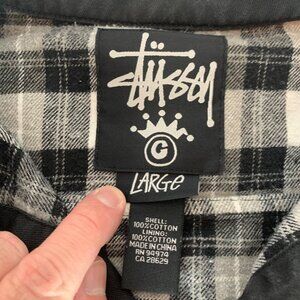 Stüssy
G
LARGE
SHELL:
100%COTTON
LINING:
100%COTTON
MADE IN CHINA
RN 94974
CA 28629